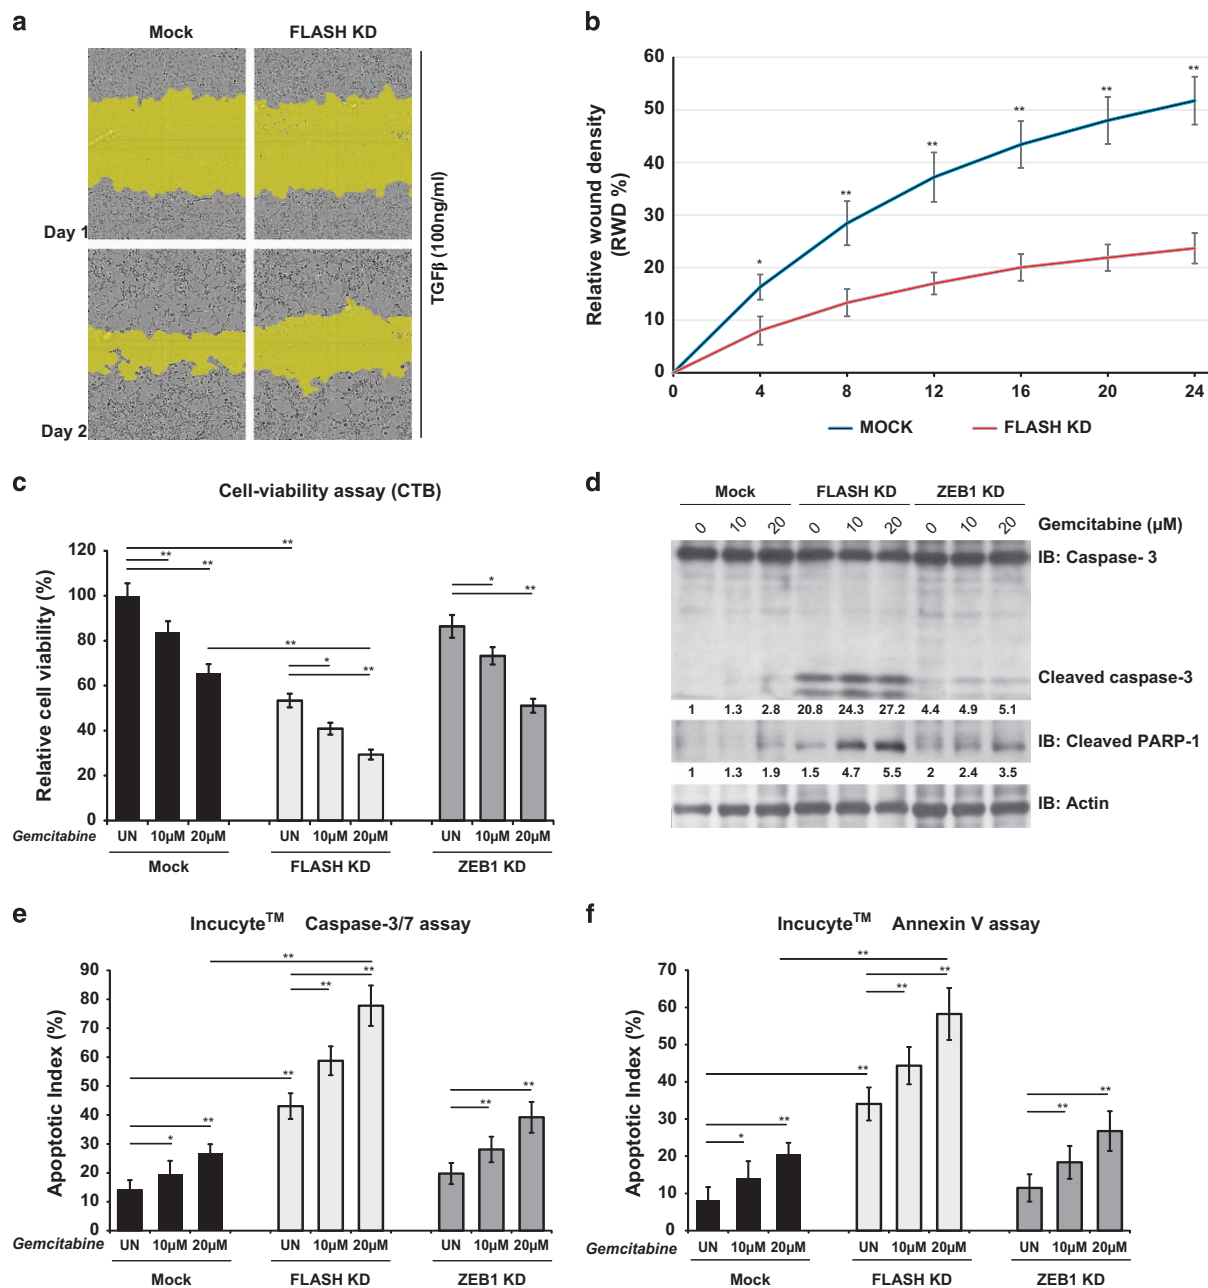 a
Mock FLASH KD
Day 1
Day 2
TGFβ (100ng/ml)
b
Relative wound density
(RWD %)
60
50
40
30
20
10
0
* ** ** ** ** **
0 4 8 12 16 20 24
MOCK FLASH KD
c
Cell-viability assay (CTB)
Relative cell viability (%)
120
100
80
60
40
20
0
**
**
**
**
*
**
*
**
Gemcitabine UN 10μM 20μM UN 10μM 20μM UN 10μM 20μM
Mock FLASH KD ZEB1 KD
d
Mock FLASH KD ZEB1 KD
0 10 20 0 10 20 0 10 20 Gemcitabine (μM)
IB: Caspase- 3
Cleaved caspase-3
1 1.3 2.8 20.8 24.3 27.2 4.4 4.9 5.1
IB: Cleaved PARP-1
1 1.3 1.9 1.5 4.7 5.5 2 2.4 3.5
IB: Actin
e
Incucyte™ Caspase-3/7 assay
Apoptotic Index (%)
90
80
70
60
50
40
30
20
10
0
**
**
**
**
**
*
**
**
Gemcitabine UN 10μM 20μM UN 10μM 20μM UN 10μM 20μM
Mock FLASH KD ZEB1 KD
f
Incucyte™ Annexin V assay
Apoptotic Index (%)
70
60
50
40
30
20
10
0
**
**
**
**
**
*
**
**
Gemcitabine UN 10μM 20μM UN 10μM 20μM UN 10μM 20μM
Mock FLASH KD ZEB1 KD